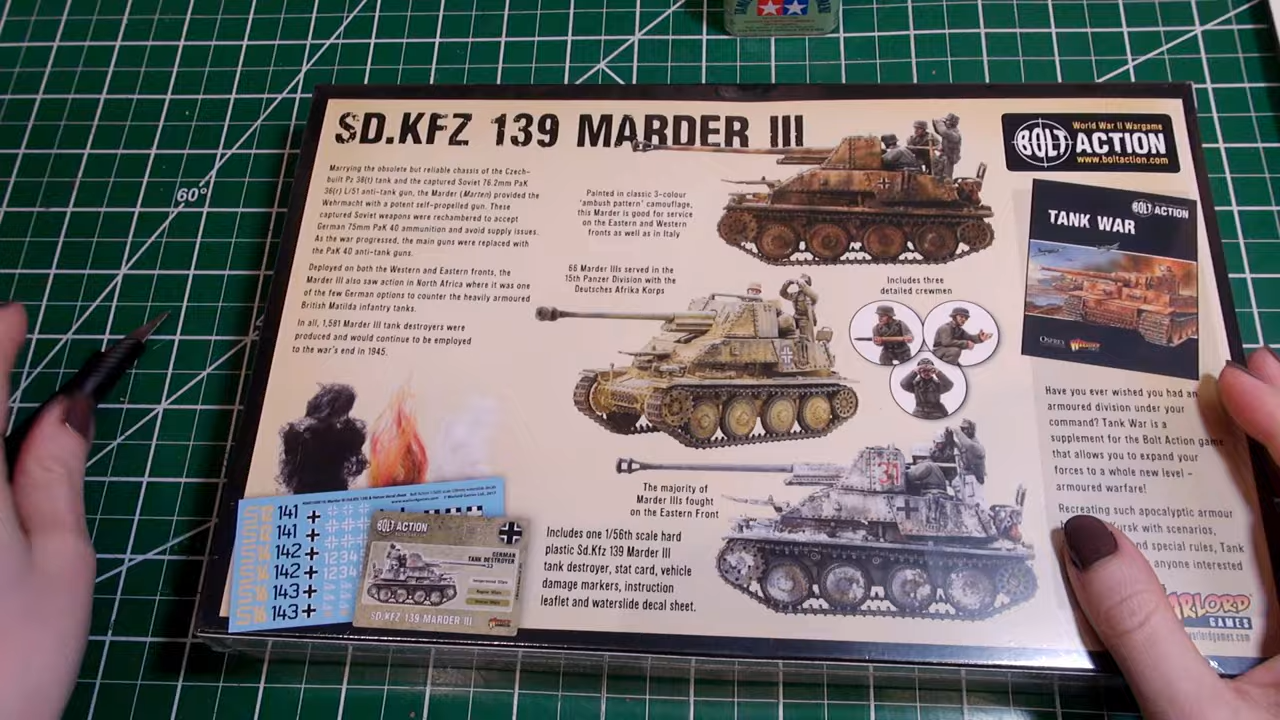 SD.KFZ 139 MARDER III
Marrying the obsolete but reliable chassis of the Czech-
built Pz 38(t) tank and the captured Soviet 76.2mm PaK
36(r) L/51 anti-tank gun, the Marder (Marten) provided the
Wehrmacht with a potent self-propelled gun. These
captured Soviet weapons were rechambered to accept
German 75mm PaK 40 ammunition and avoid supply issues.
As the war progressed, the main guns were replaced with
the PaK 40 anti-tank guns.
Deployed on both the Western and Eastern fronts, the
Marder III also saw action in North Africa where it was one
of the few German options to counter the heavily armoured
British Matilda infantry tanks.
In all, 1,581 Marder III tank destroyers were
produced and would continue to be employed
to the war's end in 1945.
Painted in classic 3-colour
'ambush pattern' camouflage,
this Marder is good for service
on the Eastern and Western
fronts as well as in Italy
66 Marder IIIs served in the
15th Panzer Division with the
Deutsches Afrika Korps
Includes three
detailed crewmen
The majority of
Marder IIIs fought
on the Eastern Front
31
Includes one 1/56th scale hard
plastic Sd.Kfz 139 Marder III
tank destroyer, stat card, vehicle
damage markers, instruction
leaflet and waterslide decal sheet.
World War II Wargame
BOLT ACTION
www.boltaction.com
BOLT ACTION
TANK WAR
OSPREY
Have you ever wished you had an
armoured division under your
command? Tank War is a
supplement for the Bolt Action game
that allows you to expand your
forces to a whole new level –
armoured warfare!
Recreating such apocalyptic armour
with scenarios,
special rules, Tank
anyone interested
GAMES
141
141
142
1234
142
1234
143
143
BOLT ACTION
GERMAN
TANK DESTROYER
SD.KFZ 139 MARDER III
60°